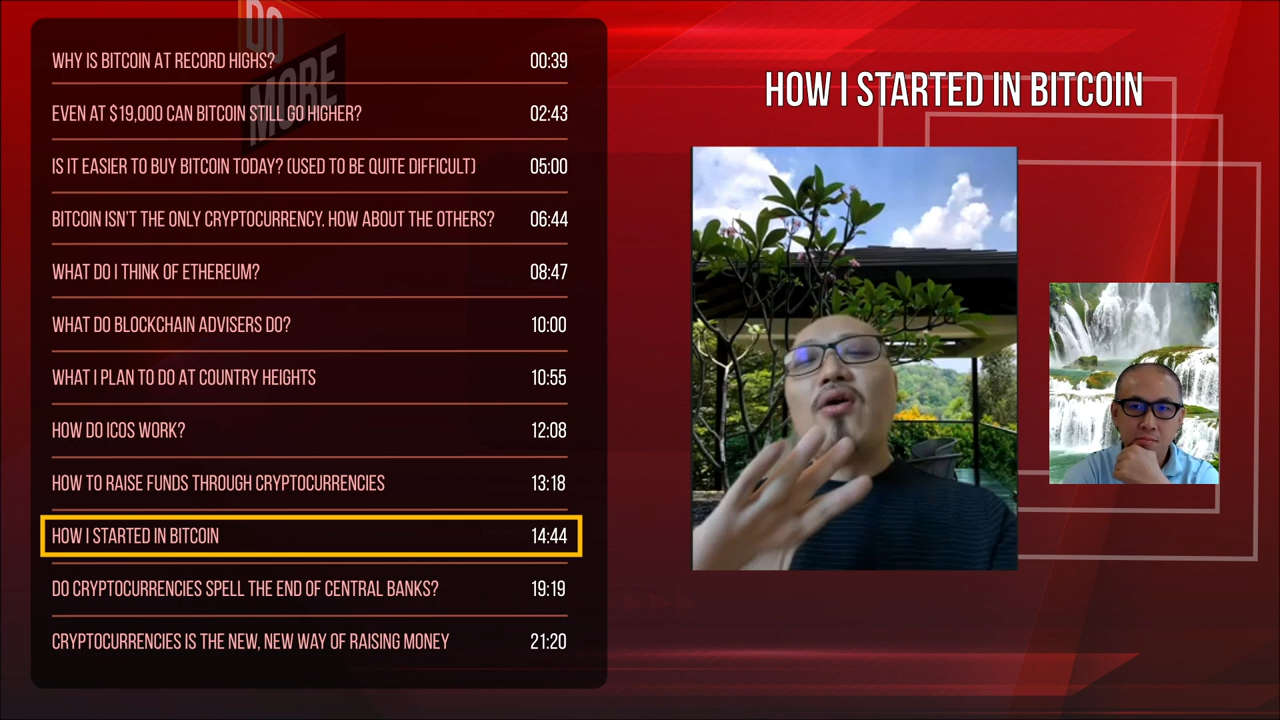 DO
MORE
WHY IS BITCOIN AT RECORD HIGHS? 00:39
EVEN AT $19,000 CAN BITCOIN STILL GO HIGHER? 02:43
IS IT EASIER TO BUY BITCOIN TODAY? (USED TO BE QUITE DIFFICULT) 05:00
BITCOIN ISN'T THE ONLY CRYPTOCURRENCY. HOW ABOUT THE OTHERS? 06:44
WHAT DO I THINK OF ETHEREUM? 08:47
WHAT DO BLOCKCHAIN ADVISERS DO? 10:00
WHAT I PLAN TO DO AT COUNTRY HEIGHTS 10:55
HOW DO ICOS WORK? 12:08
HOW TO RAISE FUNDS THROUGH CRYPTOCURRENCIES 13:18
HOW I STARTED IN BITCOIN 14:44
DO CRYPTOCURRENCIES SPELL THE END OF CENTRAL BANKS? 19:19
CRYPTOCURRENCIES IS THE NEW, NEW WAY OF RAISING MONEY 21:20
HOW I STARTED IN BITCOIN